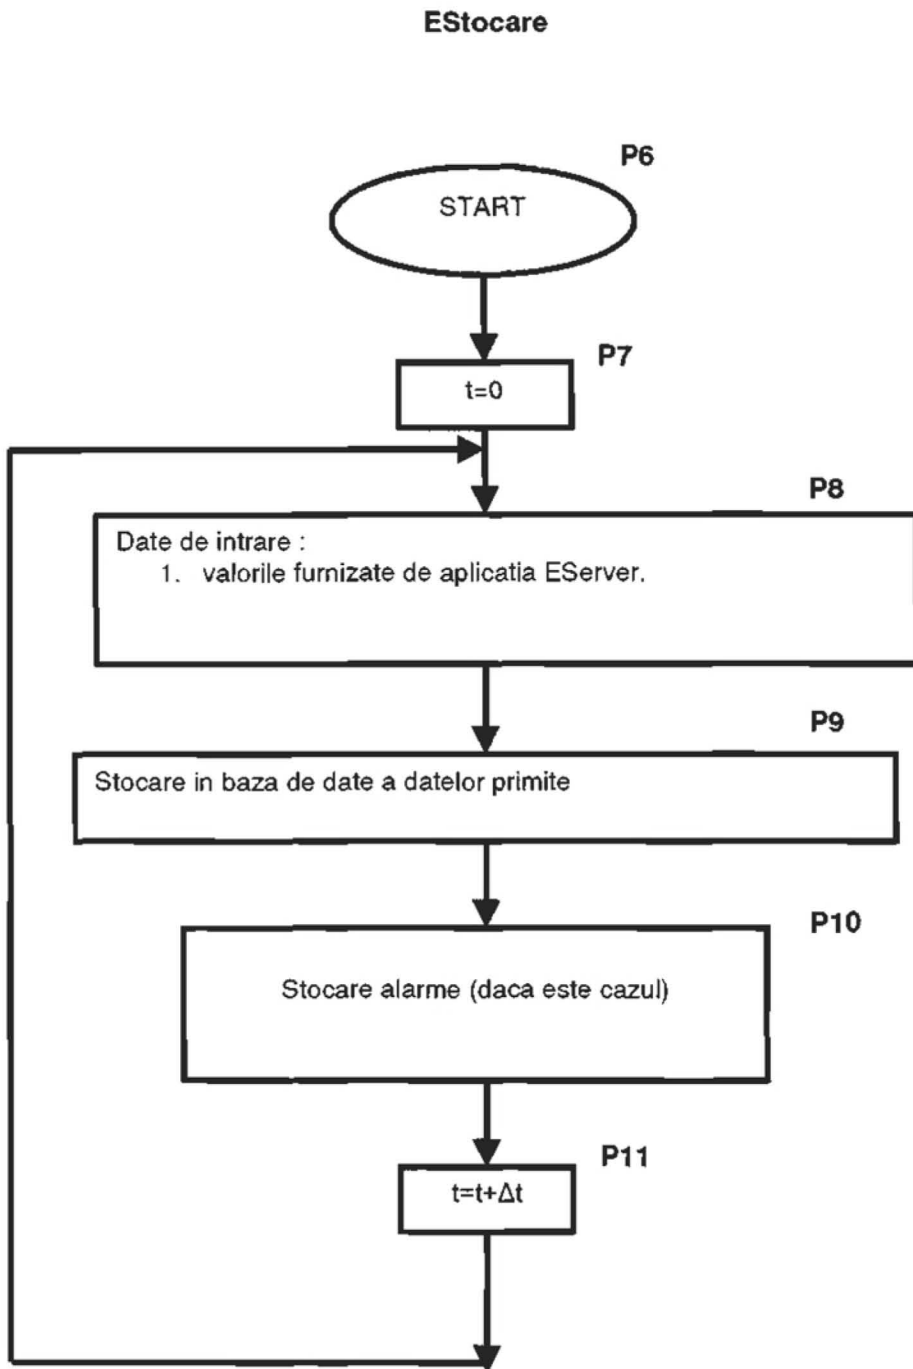 EStocare
P6
START
P7
t=0
P8
Date de intrare :
1. valorile furnizate de aplicatia EServer.
P9
Stocare in baza de date a datelor primite
P10
Stocare alarme (daca este cazul)
P11
t=t+Δt